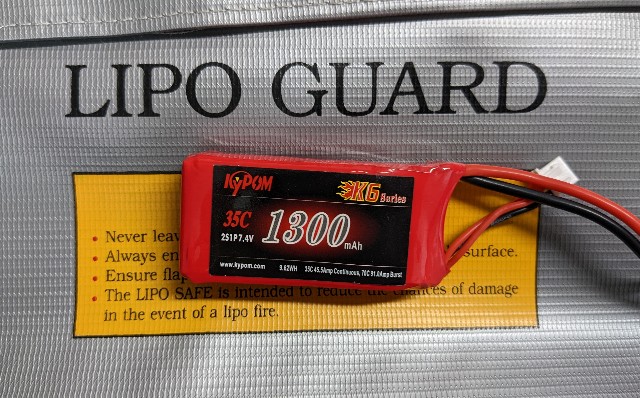 LIPO GUARD
KyPOM
KG Series
35C
1300mAh
2S1P 7.4V
www.kypom.com
9.62WH
35C 45.5Amp Continuous, 70C 91.0Amp Burst
• Never leav
• Always en
surface.
• Ensure flap
• The LIPO SAFE is intended to reduce the chances of damage
in the event of a lipo fire.